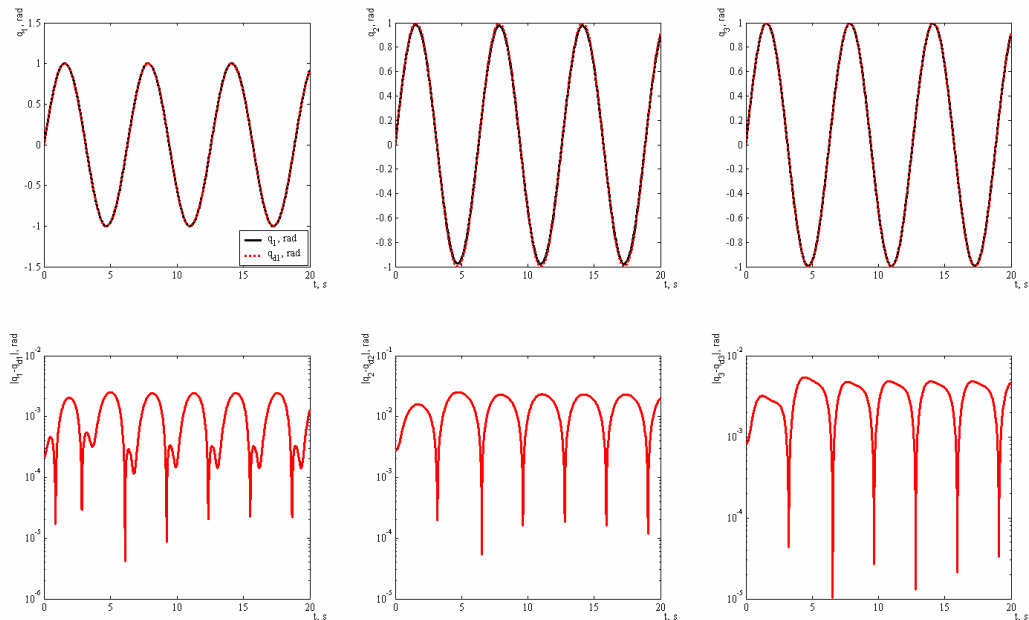 q1, rad
1.5
1
0.5
0
-0.5
-1
-1.5
0 5 10 15 20
t, s
q1, rad
qd1, rad
q2, rad
1
0.8
0.6
0.4
0.2
0
-0.2
-0.4
-0.6
-0.8
-1
0 5 10 15 20
t, s
q3, rad
1
0.8
0.6
0.4
0.2
0
-0.2
-0.4
-0.6
-0.8
-1
0 5 10 15 20
t, s
|q1-qd1|, rad
10^-2
10^-3
10^-4
10^-5
10^-6
0 5 10 15 20
t, s
|q2-qd2|, rad
10^-1
10^-2
10^-3
10^-4
10^-5
0 5 10 15 20
t, s
|q3-qd3|, rad
10^-2
10^-3
10^-4
10^-5
0 5 10 15 20
t, s